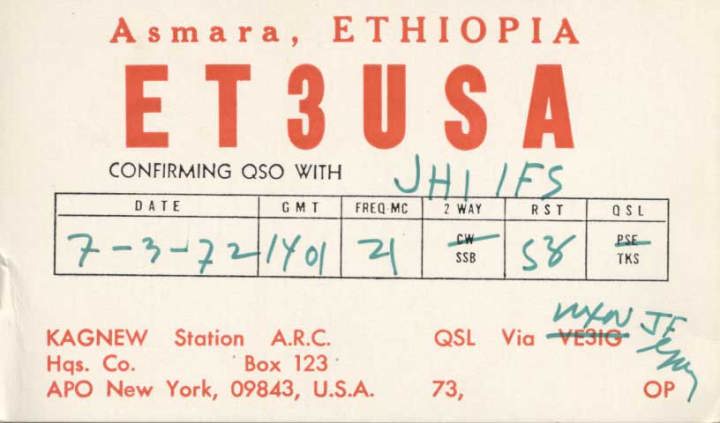 Asmara, ETHIOPIA
ET3USA
CONFIRMING QSO WITH JH1IFS
DATE GMT FREQ-MC 2 WAY RST QSL
CW PSE
7-3-72 1401 21 SSB 58 TKS
KAGNEW Station A.R.C. QSL Via VE3IG
Hqs. Co. Box 123
APO New York, 09843, U.S.A. 73, OP